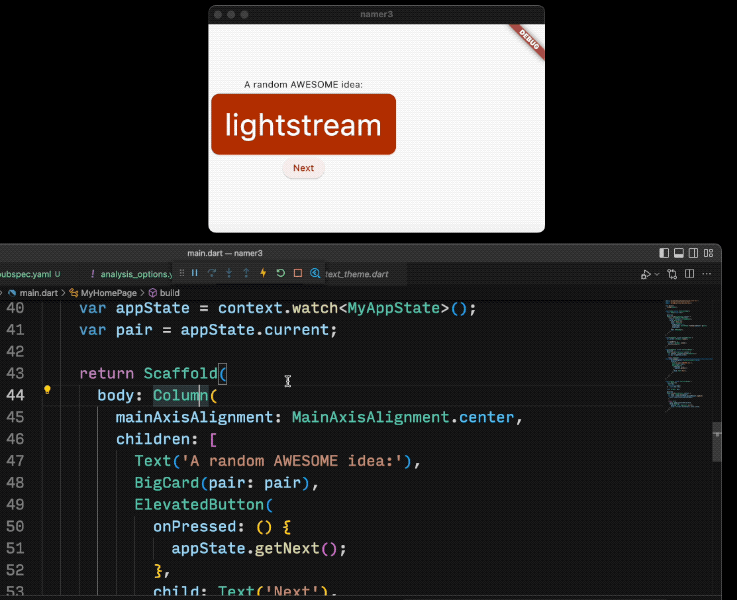 namer3
DEBUG
A random AWESOME idea:
lightstream
Next
main.dart — namer3
pubspec.yaml U
! analysis_options.y
text_theme.dart
main.dart > MyHomePage > build
40 var appState = context.watch<MyAppState>();
41 var pair = appState.current;
42
43 return Scaffold(
44 body: Column(
45 mainAxisAlignment: MainAxisAlignment.center,
46 children: [
47 Text('A random AWESOME idea:'),
48 BigCard(pair: pair),
49 ElevatedButton(
50 onPressed: () {
51 appState.getNext();
52 },
53 child: Text('Next'),